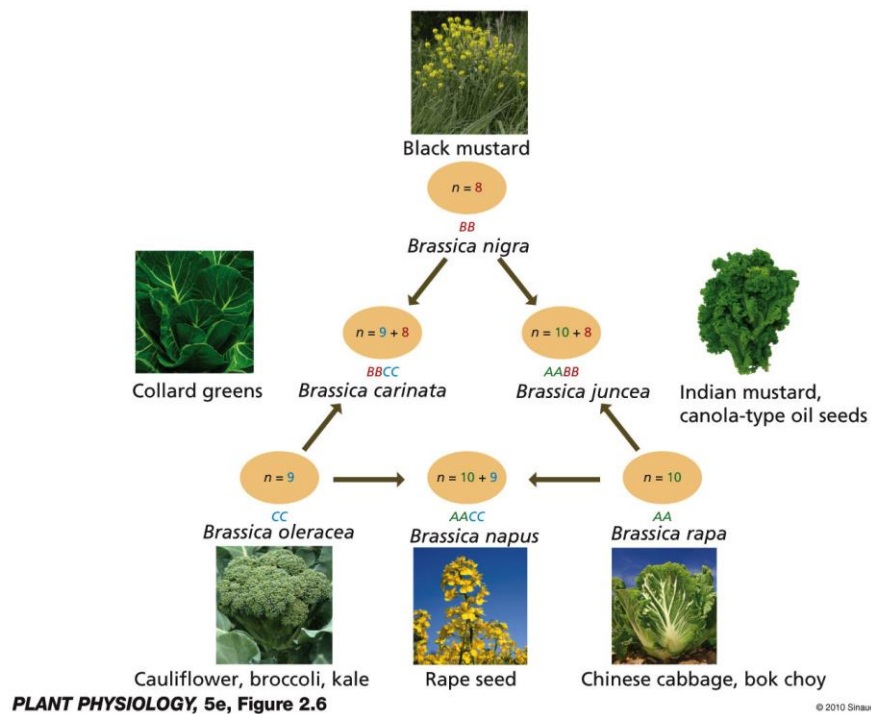 Black mustard
n = 8
BB
Brassica nigra
n = 9 + 8
BBCC
Brassica carinata
n = 10 + 8
AABB
Brassica juncea
Collard greens
Indian mustard,
canola-type oil seeds
n = 9
CC
Brassica oleracea
n = 10 + 9
AACC
Brassica napus
n = 10
AA
Brassica rapa
Cauliflower, broccoli, kale
Rape seed
Chinese cabbage, bok choy
PLANT PHYSIOLOGY, 5e, Figure 2.6
© 2010 Sinau